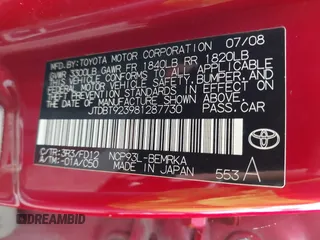 MFD. BY: TOYOTA MOTOR CORPORATION 07/08
GVWR 3300LB GAWR FR 1840LB RR 1820LB
THIS VEHICLE CONFORMS TO ALL APPLICABLE
FEDERAL MOTOR VEHICLE SAFETY, BUMPER, AND
THEFT PREVENTION STANDARDS IN EFFECT ON THE DATE OF
MANUFACTURE SHOWN ABOVE.
JTDBT923981287730 PASS.CAR
C/TR:3R3/FD12 NCP93L-BEMRKA
A/TM:-01A/C50 MADE IN JAPAN 553 A
TOYOTA
DREAMBID